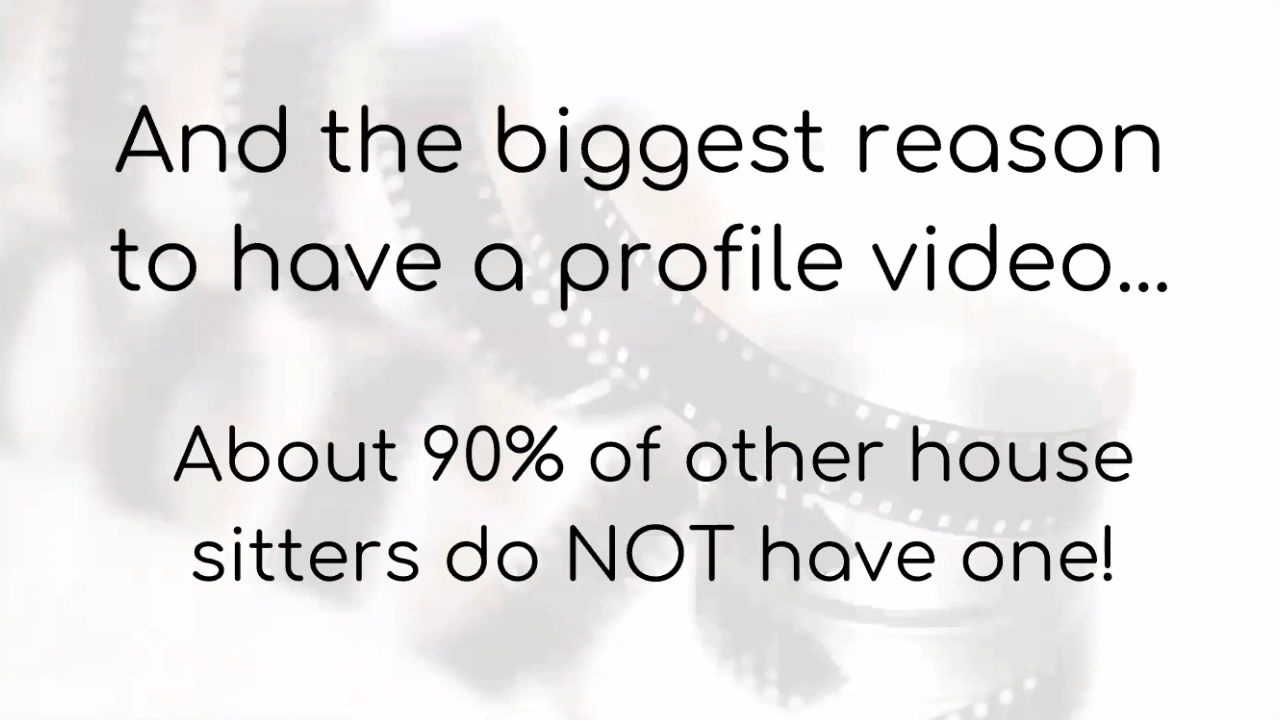 And the biggest reason
to have a profile video...
About 90% of other house
sitters do NOT have one!